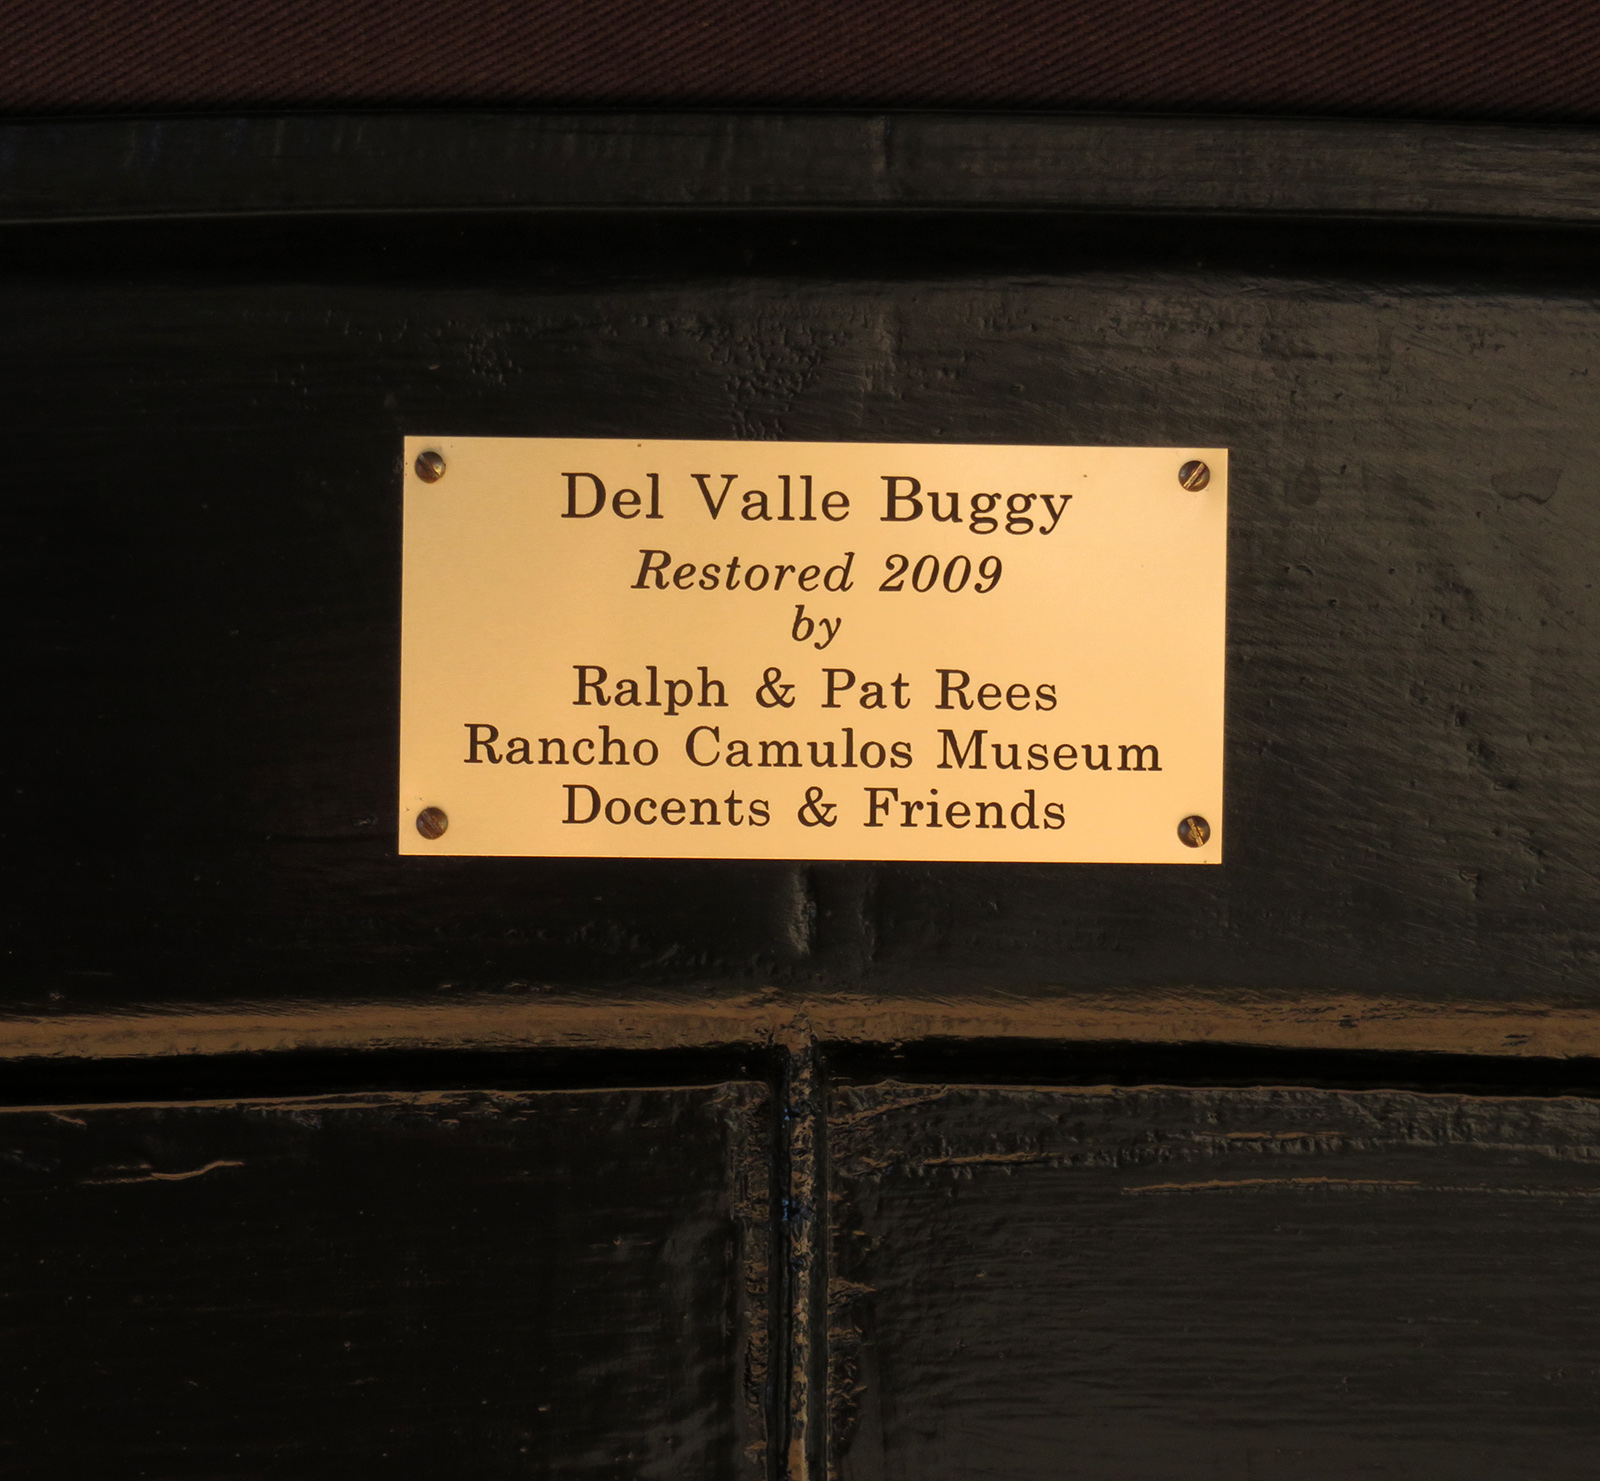 Del Valle Buggy
Restored 2009
by
Ralph & Pat Rees
Rancho Camulos Museum
Docents & Friends